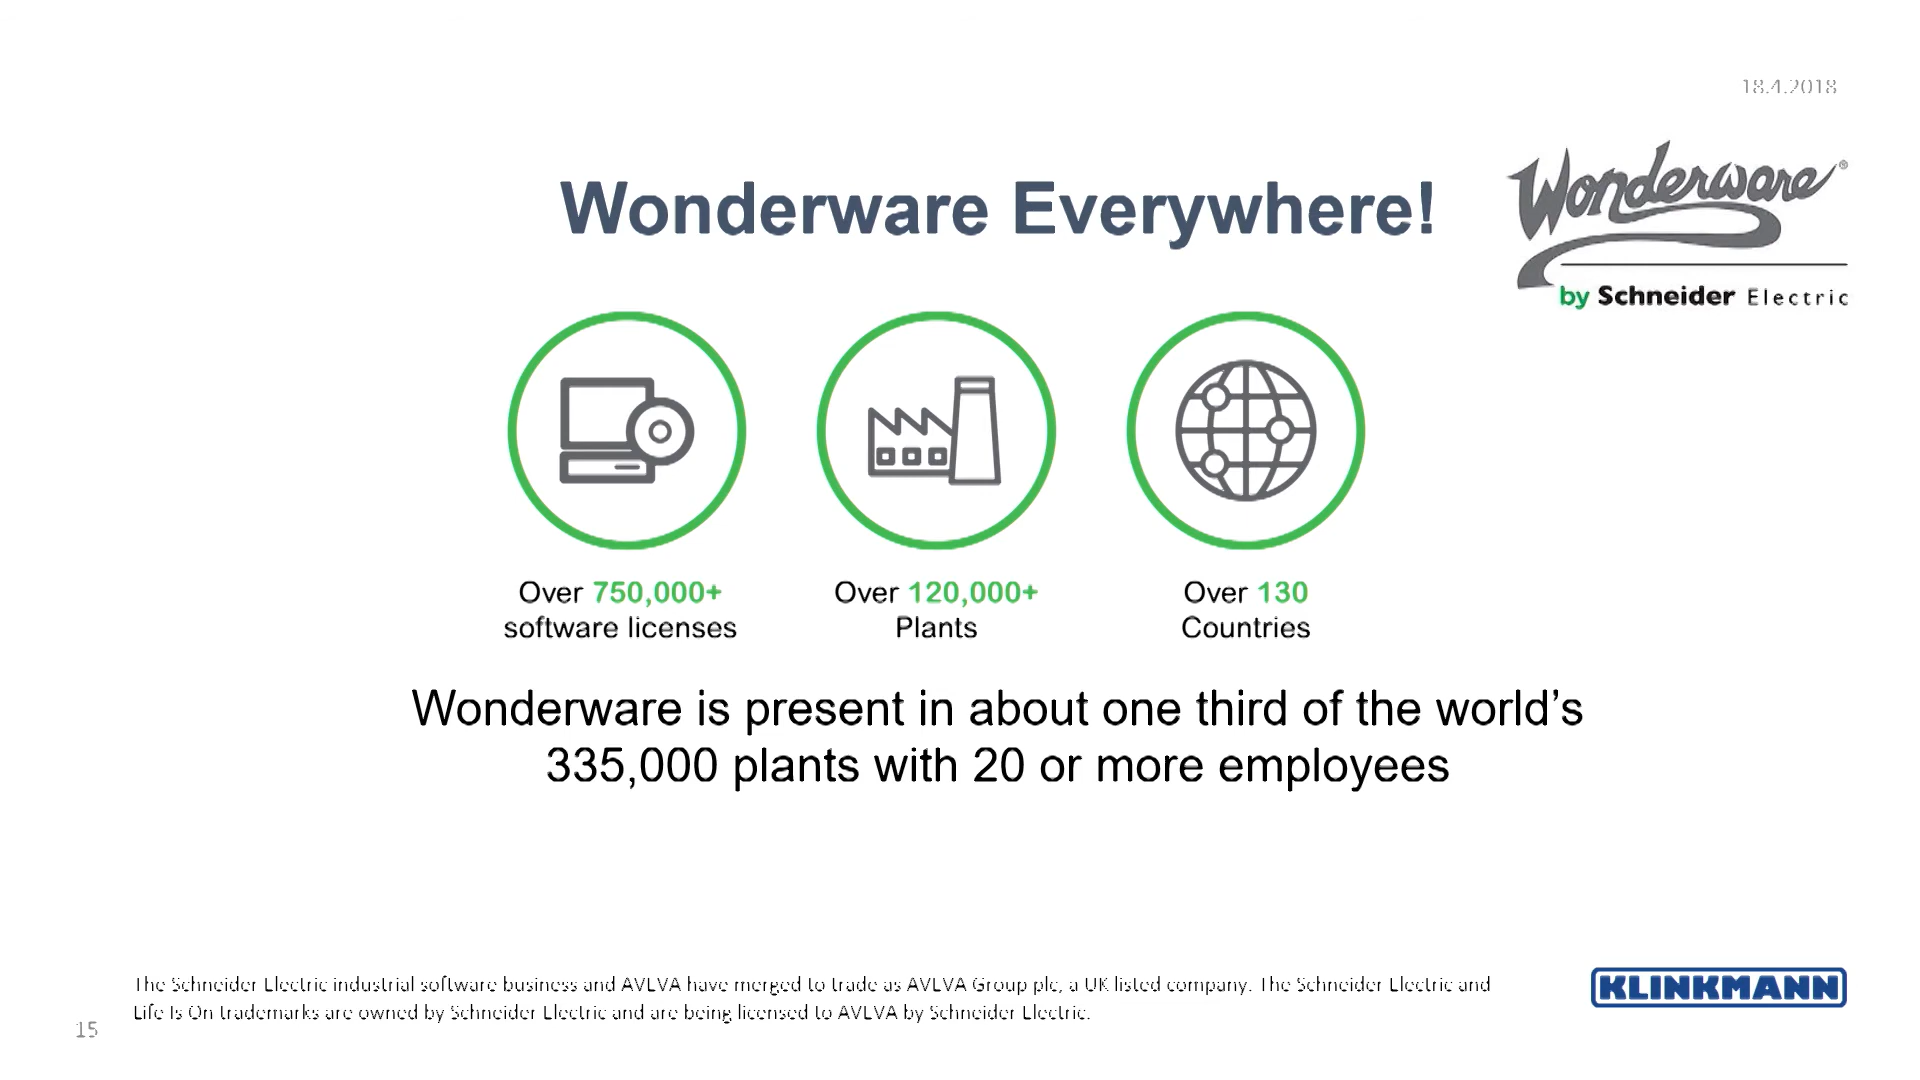 18.4.2018
Wonderware Everywhere!
Wonderware®
by Schneider Electric
Over 750,000+
software licenses
Over 120,000+
Plants
Over 130
Countries
Wonderware is present in about one third of the world’s
335,000 plants with 20 or more employees
The Schneider Electric industrial software business and AVEVA have merged to trade as AVEVA Group plc, a UK listed company. The Schneider Electric and
Life Is On trademarks are owned by Schneider Electric and are being licensed to AVEVA by Schneider Electric.
KLINKMANN
15